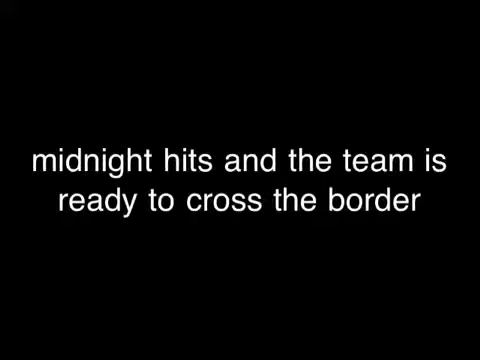 midnight hits and the team is
ready to cross the border